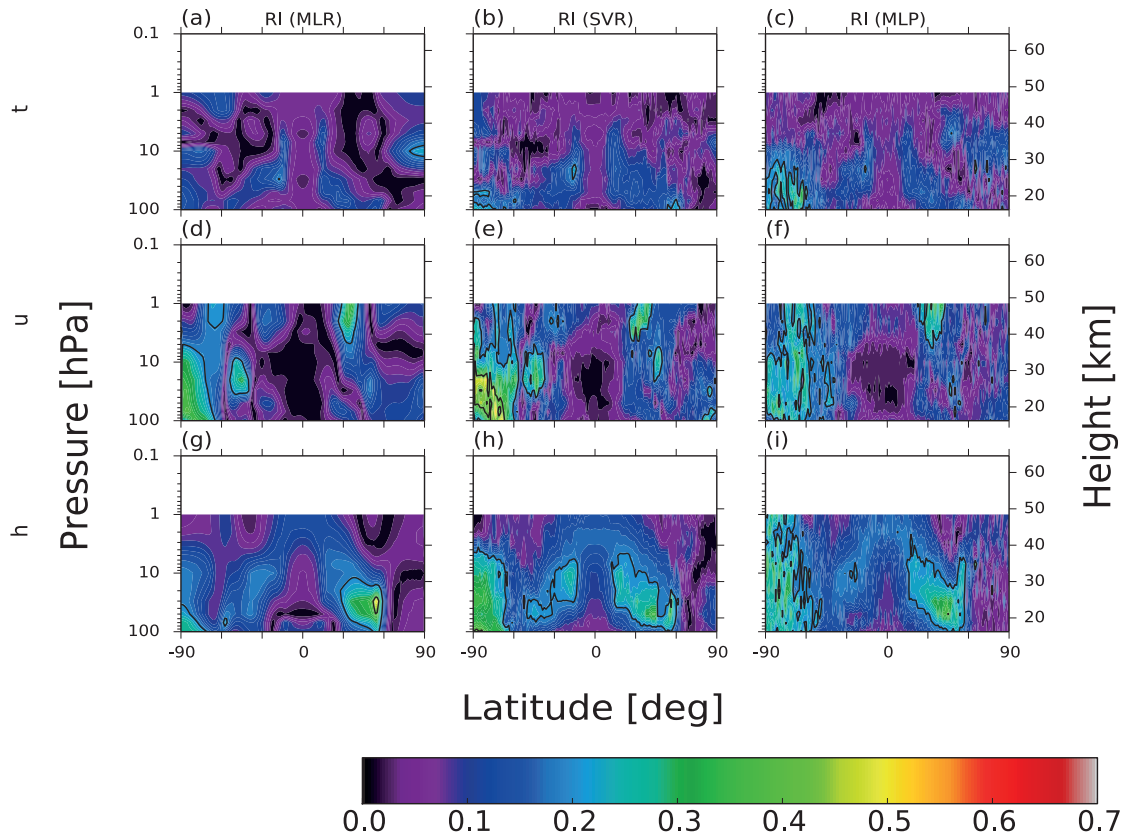 (a) RI (MLR) (b) RI (SVR) (c) RI (MLP)
0.1
1
10
100
t
60
50
40
30
20
(d) (e) (f)
0.1
1
10
100
u
60
50
40
30
20
(g) (h) (i)
0.1
1
10
100
h
60
50
40
30
20
Pressure [hPa]
Height [km]
-90 0 90 -90 0 90 -90 0 90
Latitude [deg]
0.0 0.1 0.2 0.3 0.4 0.5 0.6 0.7